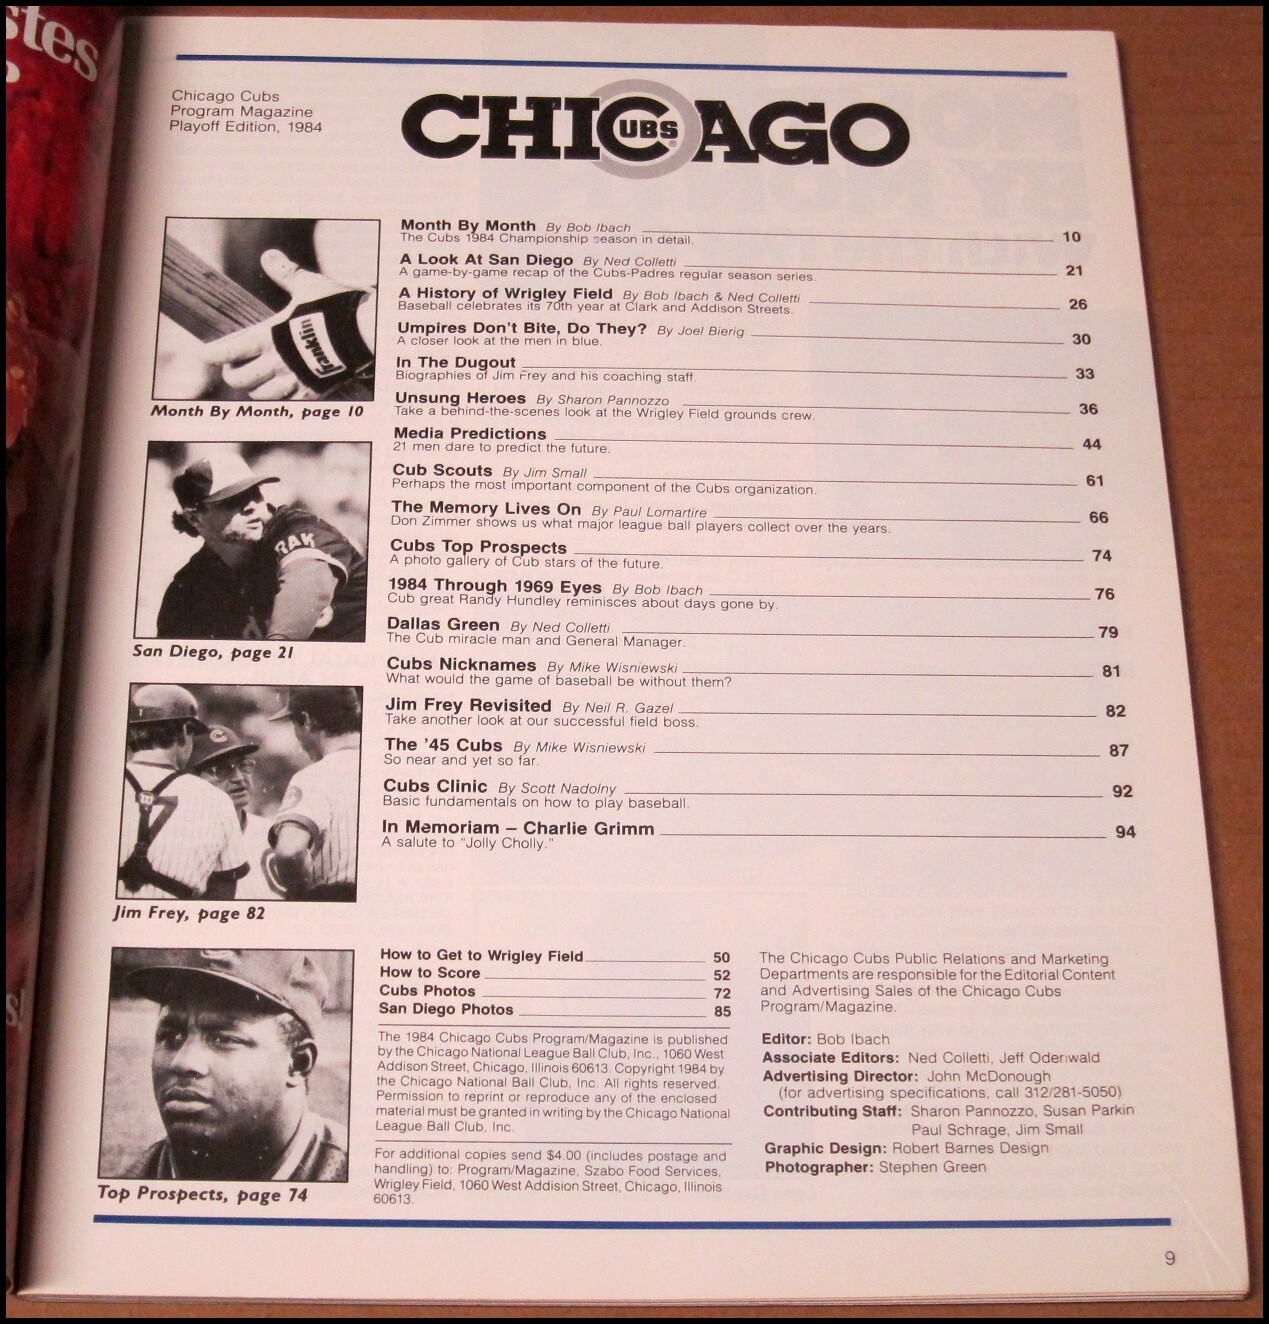 stes
Chicago Cubs
Program Magazine
Playoff Edition, 1984
CHICAGO
UBS
Month By Month By Bob Ibach 10
The Cubs 1984 Championship season in detail.
A Look At San Diego By Ned Colletti 21
A game-by-game recap of the Cubs-Padres regular season series.
A History of Wrigley Field By Bob Ibach & Ned Colletti 26
Baseball celebrates its 70th year at Clark and Addison Streets.
Umpires Don't Bite, Do They? By Joel Bierig 30
A closer look at the men in blue.
In The Dugout 33
Biographies of Jim Frey and his coaching staff.
Unsung Heroes By Sharon Pannozzo 36
Take a behind-the-scenes look at the Wrigley Field grounds crew.
Media Predictions 44
21 men dare to predict the future.
Cub Scouts By Jim Small 61
Perhaps the most important component of the Cubs organization.
The Memory Lives On By Paul Lomartire 66
Don Zimmer shows us what major league ball players collect over the years.
Cubs Top Prospects 74
A photo gallery of Cub stars of the future.
1984 Through 1969 Eyes By Bob Ibach 76
Cub great Randy Hundley reminisces about days gone by.
Dallas Green By Ned Colletti 79
The Cub miracle man and General Manager.
Cubs Nicknames By Mike Wisniewski 81
What would the game of baseball be without them?
Jim Frey Revisited By Neil R. Gazel 82
Take another look at our successful field boss.
The '45 Cubs By Mike Wisniewski 87
So near and yet so far.
Cubs Clinic By Scott Nadolny 92
Basic fundamentals on how to play baseball.
In Memoriam – Charlie Grimm 94
A salute to "Jolly Cholly."
Franklin
Month By Month, page 10
RAK
San Diego, page 21
C
Jim Frey, page 82
Top Prospects, page 74
How to Get to Wrigley Field 50
How to Score 52
Cubs Photos 72
San Diego Photos 85
The 1984 Chicago Cubs Program/Magazine is published
by the Chicago National League Ball Club, Inc., 1060 West
Addison Street, Chicago, Illinois 60613. Copyright 1984 by
the Chicago National Ball Club, Inc. All rights reserved.
Permission to reprint or reproduce any of the enclosed
material must be granted in writing by the Chicago National
League Ball Club, Inc.
For additional copies send $4.00 (includes postage and
handling) to: Program/Magazine, Szabo Food Services,
Wrigley Field, 1060 West Addision Street, Chicago, Illinois
60613.
The Chicago Cubs Public Relations and Marketing
Departments are responsible for the Editorial Content
and Advertising Sales of the Chicago Cubs
Program/Magazine.
Editor: Bob Ibach
Associate Editors: Ned Colletti, Jeff Oderwald
Advertising Director: John McDonough
(for advertising specifications, call 312/281-5050)
Contributing Staff: Sharon Pannozzo, Susan Parkin
Paul Schrage, Jim Small
Graphic Design: Robert Barnes Design
Photographer: Stephen Green
9